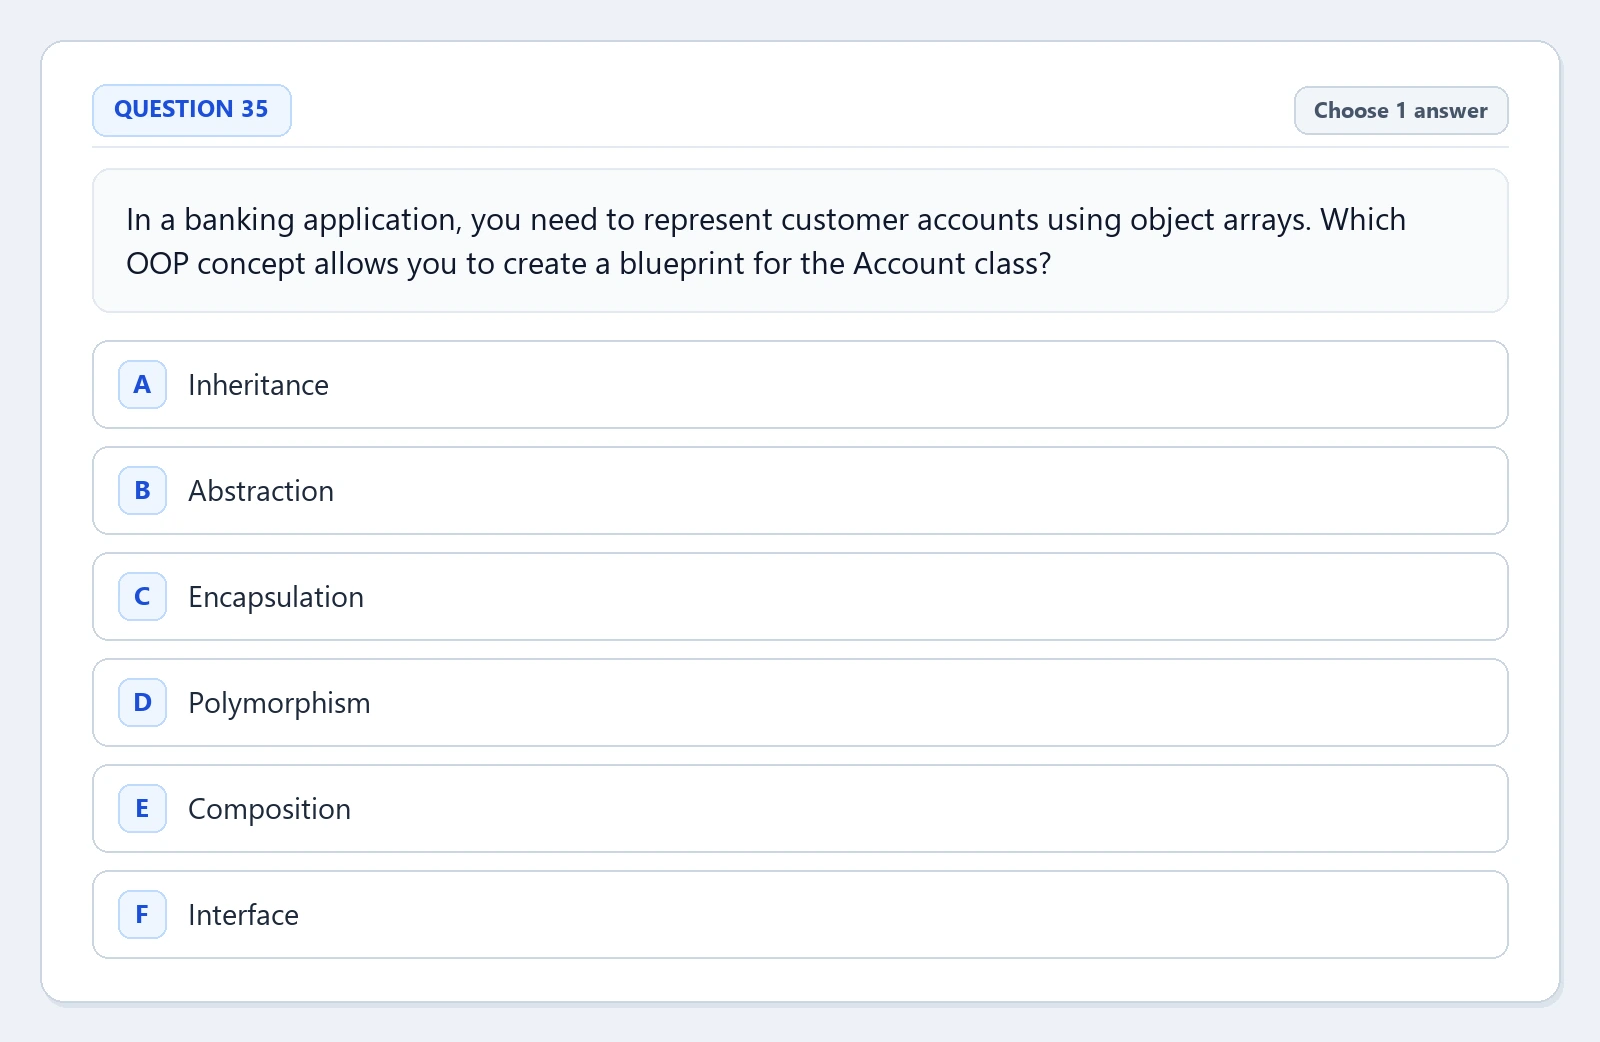 QUESTION 35
Choose 1 answer
In a banking application, you need to represent customer accounts using object arrays. Which
OOP concept allows you to create a blueprint for the Account class?
A Inheritance
B Abstraction
C Encapsulation
D Polymorphism
E Composition
F Interface